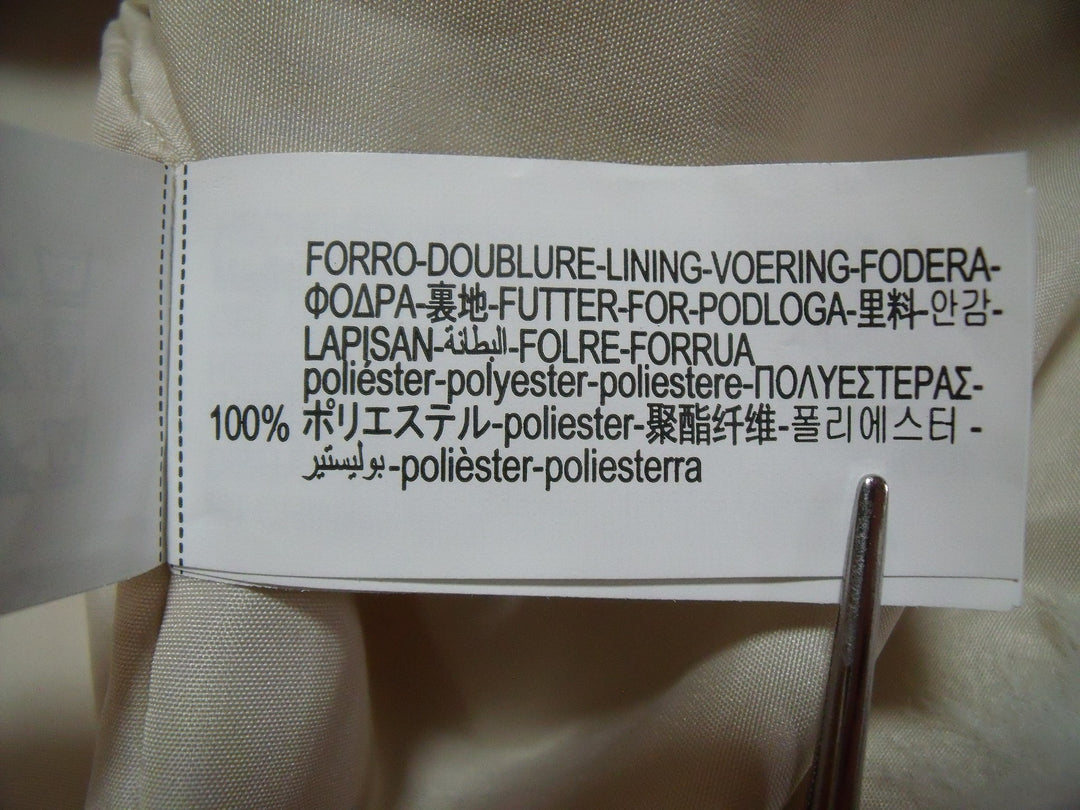 FORRO-DOUBLURE-LINING-VOERING-FODERA-
ΦΟΔΡΑ-裏地-FUTTER-FOR-PODLOGA-里料-안감-
LAPISAN-البطانة-FOLRE-FORRUA
poliéster-polyester-poliestere-ΠΟΛΥΕΣΤΕΡΑΣ-
100% ポリエステル-poliester-聚酯纤维-폴리에스터-
بوليستير-polièster-poliesterra